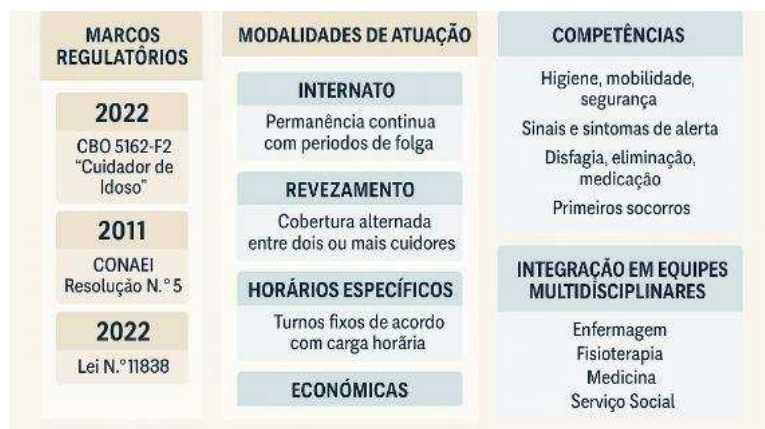 MARCOS
REGULATÓRIOS
2022
CBO 5162-F2
“Cuidador de
Idoso”
2011
CONAEI
Resolução N.° 5
2022
Lei N.° 11838
MODALIDADES DE ATUAÇÃO
INTERNATO
Permanência continua
com periodos de folga
REVEZAMENTO
Cobertura alternada
entre dois ou mais cuidores
HORÁRIOS ESPECÍFICOS
Turnos fixos de acordo
com carga horária
ECONÓMICAS
COMPETÊNCIAS
Higiene, mobilidade,
segurança
Sinais e sintomas de alerta
Disfagia, eliminação,
medicação
Primeiros socorros
INTEGRAÇÃO EM EQUIPES
MULTIDISCIPLINARES
Enfermagem
Fisioterapia
Medicina
Serviço Social